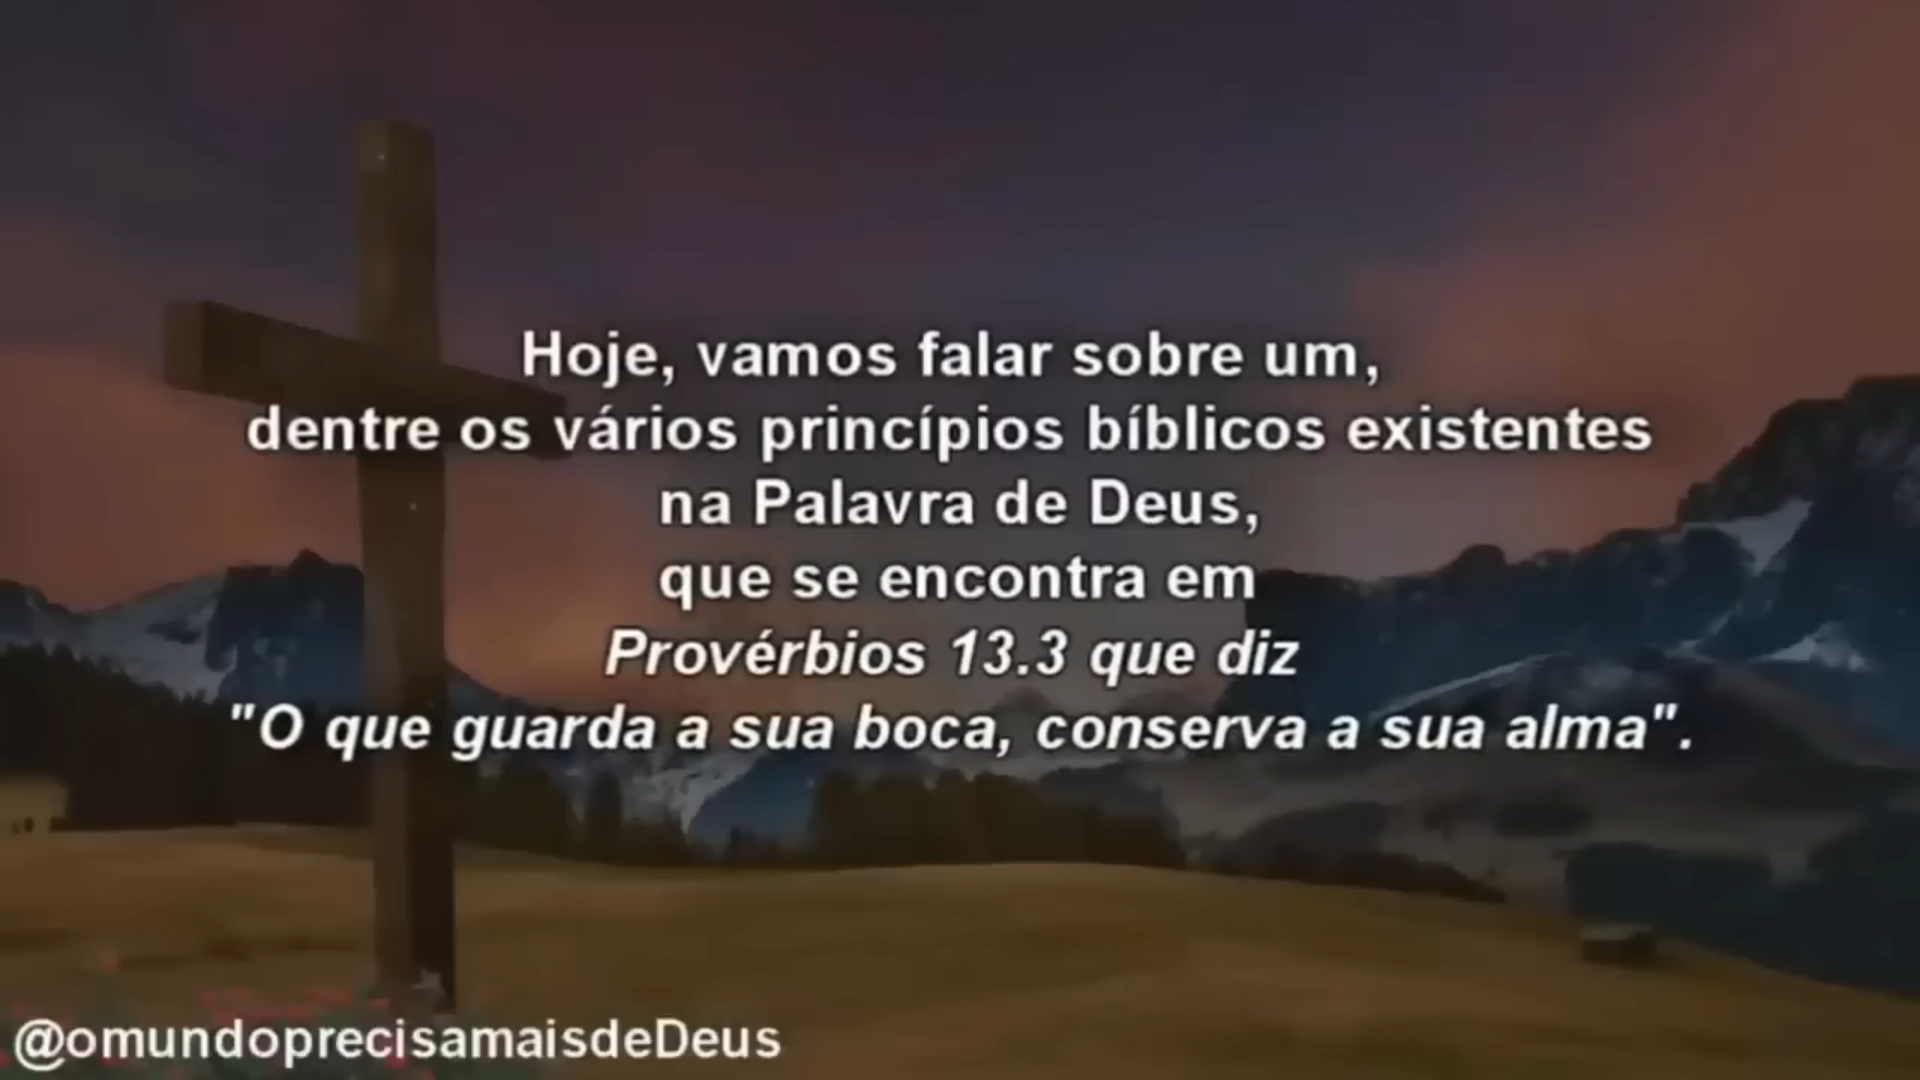 Hoje, vamos falar sobre um,
dentre os vários princípios bíblicos existentes
na Palavra de Deus,
que se encontra em
Provérbios 13.3 que diz
"O que guarda a sua boca, conserva a sua alma".
@omundoprecisamaisdeDeus